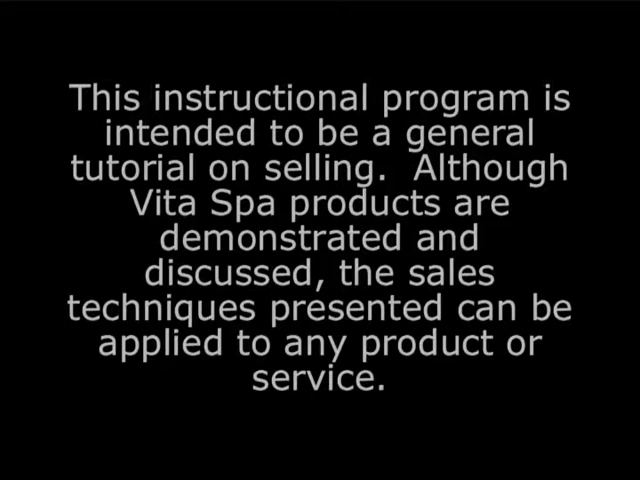 This instructional program is
intended to be a general
tutorial on selling.  Although
Vita Spa products are
demonstrated and
discussed, the sales
techniques presented can be
applied to any product or
service.